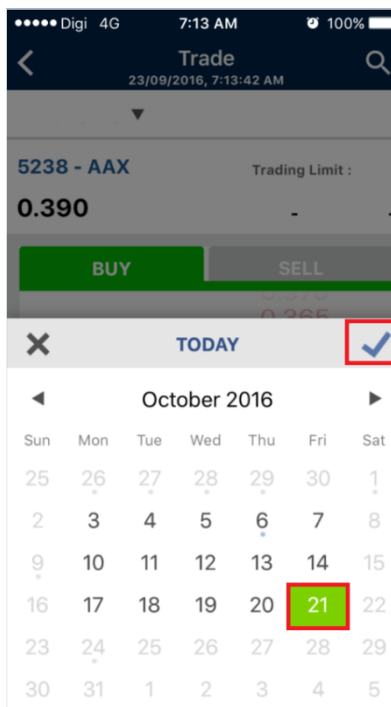 Digi 4G 7:13 AM 100%
Trade
23/09/2016, 7:13:42 AM
5238 - AAX Trading Limit :
0.390 - -
BUY SELL
0.365
TODAY
October 2016
Sun Mon Tue Wed Thu Fri Sat
25 26 27 28 29 30 1
2 3 4 5 6 7 8
9 10 11 12 13 14 15
16 17 18 19 20 21 22
23 24 25 26 27 28 29
30 31 1 2 3 4 5